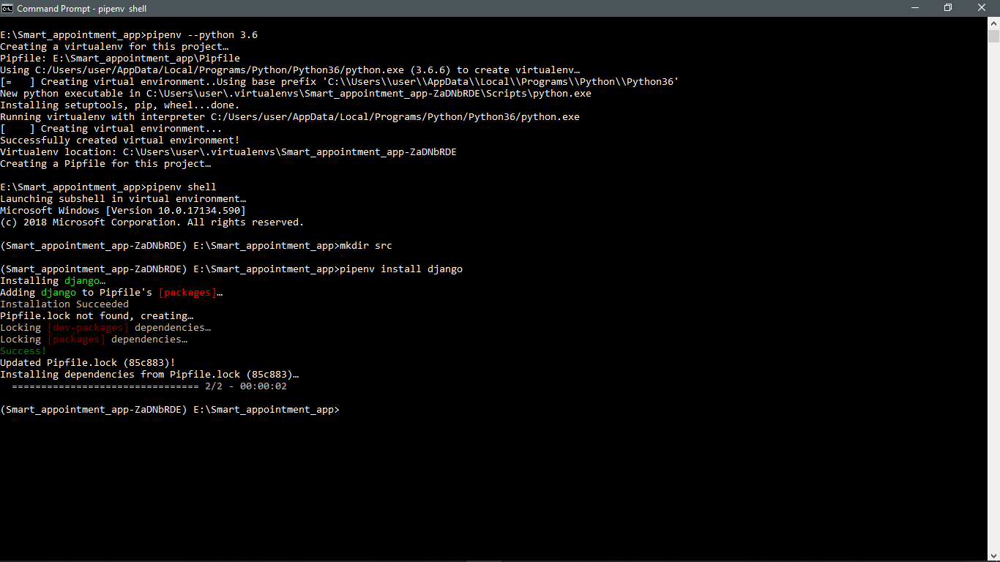 Command Prompt - pipenv  shell
E:\Smart_appointment_app>pipenv --python 3.6
Creating a virtualenv for this project…
Pipfile: E:\Smart_appointment_app\Pipfile
Using C:/Users/user/AppData/Local/Programs/Python/Python36/python.exe (3.6.6) to create virtualenv…
[=   ] Creating virtual environment..Using base prefix 'C:\\Users\\user\\AppData\\Local\\Programs\\Python\\Python36'
New python executable in C:\Users\user\.virtualenvs\Smart_appointment_app-ZaDNbRDE\Scripts\python.exe
Installing setuptools, pip, wheel...done.
Running virtualenv with interpreter C:/Users/user/AppData/Local/Programs/Python/Python36/python.exe
[    ] Creating virtual environment...
Successfully created virtual environment!
Virtualenv location: C:\Users\user\.virtualenvs\Smart_appointment_app-ZaDNbRDE
Creating a Pipfile for this project…
E:\Smart_appointment_app>pipenv shell
Launching subshell in virtual environment…
Microsoft Windows [Version 10.0.17134.590]
(c) 2018 Microsoft Corporation. All rights reserved.
(Smart_appointment_app-ZaDNbRDE) E:\Smart_appointment_app>mkdir src
(Smart_appointment_app-ZaDNbRDE) E:\Smart_appointment_app>pipenv install django
Installing django…
Adding django to Pipfile's [packages]…
Installation Succeeded
Pipfile.lock not found, creating…
Locking [dev-packages] dependencies…
Locking [packages] dependencies…
Success!
Updated Pipfile.lock (85c883)!
Installing dependencies from Pipfile.lock (85c883)…
  ================================ 2/2 - 00:00:02
(Smart_appointment_app-ZaDNbRDE) E:\Smart_appointment_app>